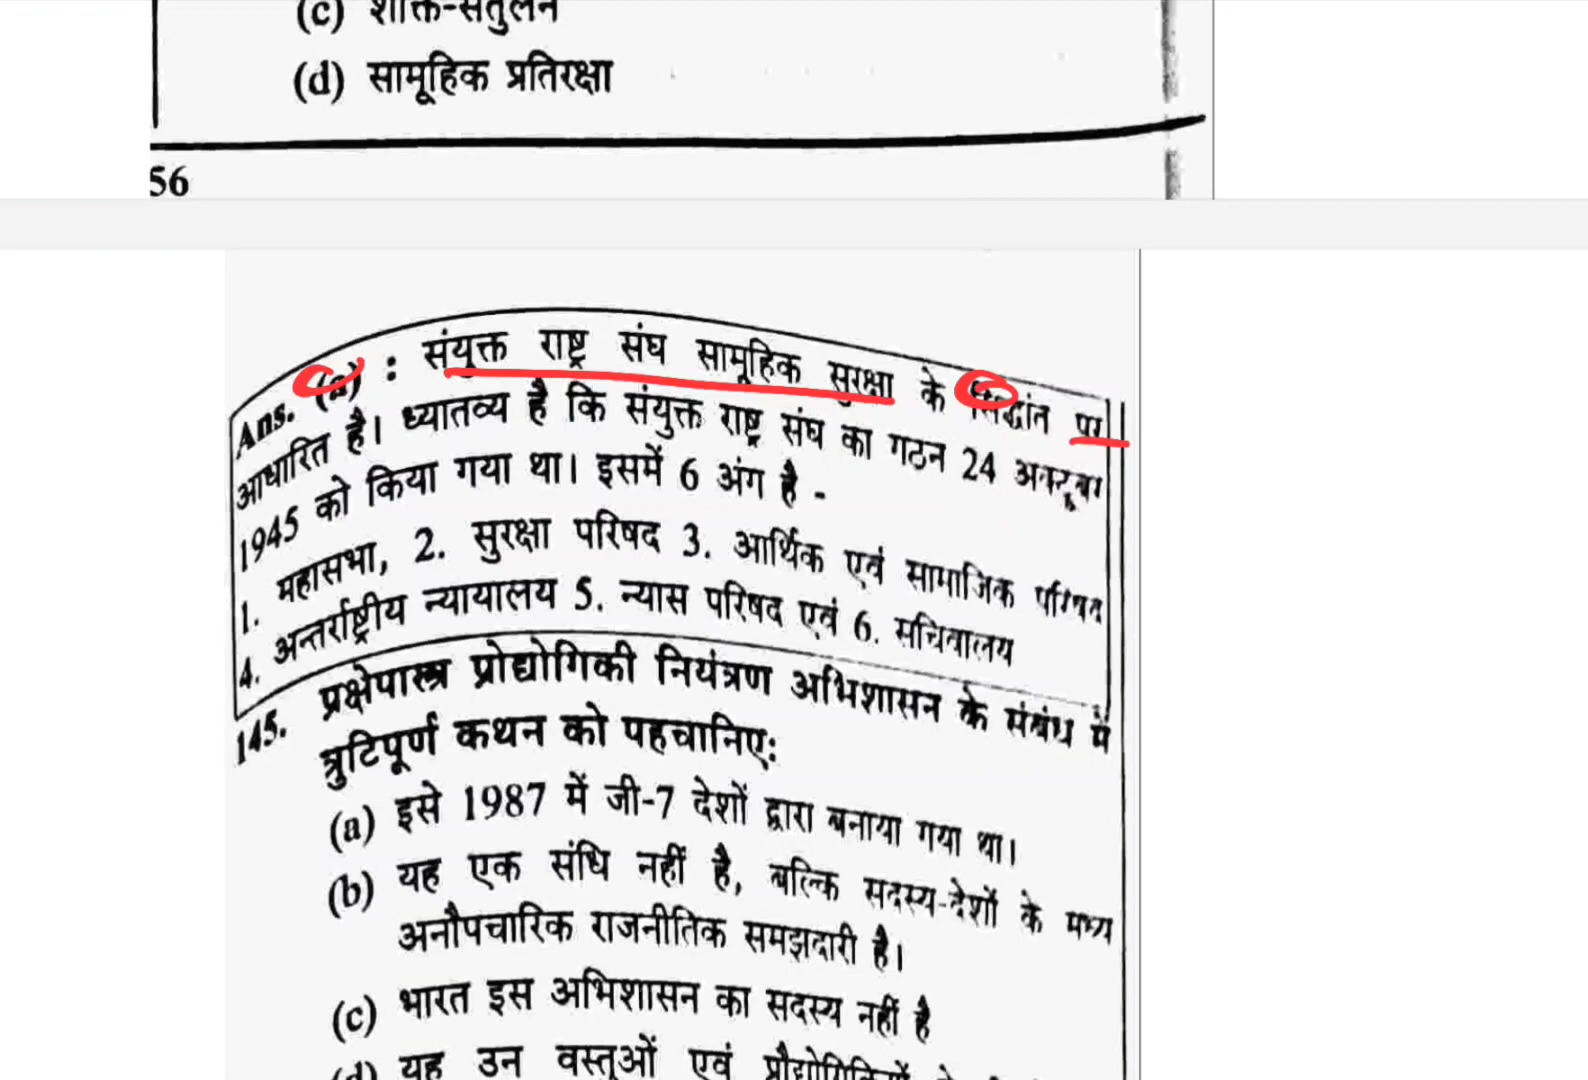 (c) शक्ति-संतुलन
(d) सामूहिक प्रतिरक्षा
56
Ans. (a) : संयुक्त राष्ट्र संघ सामूहिक सुरक्षा के सिद्धांत पर
आधारित है। ध्यातव्य है कि संयुक्त राष्ट्र संघ का गठन 24 अक्टूबर
1945 को किया गया था। इसमें 6 अंग है -
1. महासभा, 2. सुरक्षा परिषद 3. आर्थिक एवं सामाजिक परिषद
4. अन्तर्राष्ट्रीय न्यायालय 5. न्यास परिषद एवं 6. सचिवालय
145. प्रक्षेपास्त्र प्रोद्योगिकी नियंत्रण अभिशासन के संबंध में
त्रुटिपूर्ण कथन को पहचानिए:
(a) इसे 1987 में जी-7 देशों द्वारा बनाया गया था।
(b) यह एक संधि नहीं है, बल्कि सदस्य-देशों के मध्य
अनौपचारिक राजनीतिक समझदारी है।
(c) भारत इस अभिशासन का सदस्य नहीं है
(d) यह उन वस्तुओं एवं प्रौद्योगिकियों